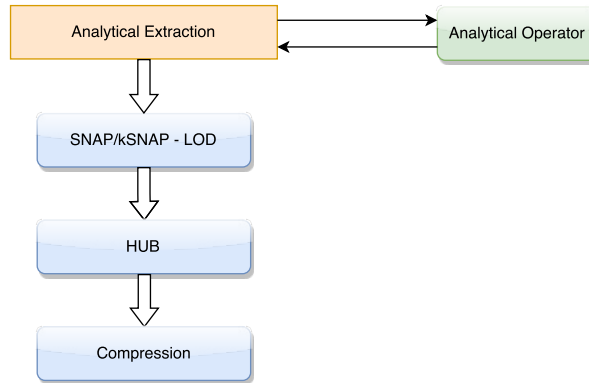 Analytical Extraction
Analytical Operator
SNAP/kSNAP - LOD
HUB
Compression